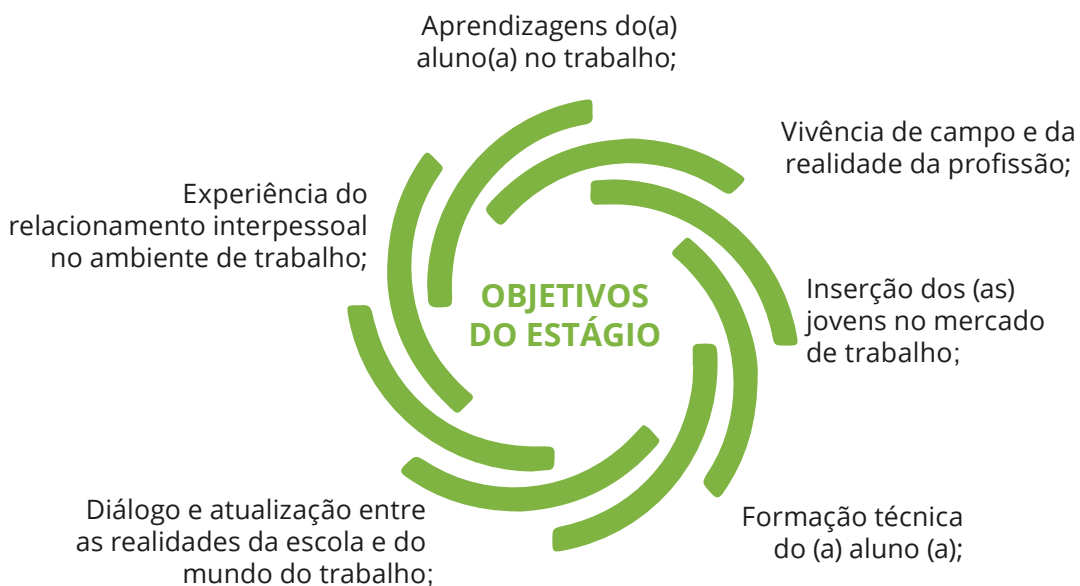 Aprendizagens do(a)
aluno(a) no trabalho;
Vivência de campo e da
realidade da profissão;
Experiência do
relacionamento interpessoal
no ambiente de trabalho;
OBJETIVOS
DO ESTÁGIO
Inserção dos (as)
jovens no mercado
de trabalho;
Diálogo e atualização entre
as realidades da escola e do
mundo do trabalho;
Formação técnica
do (a) aluno (a);